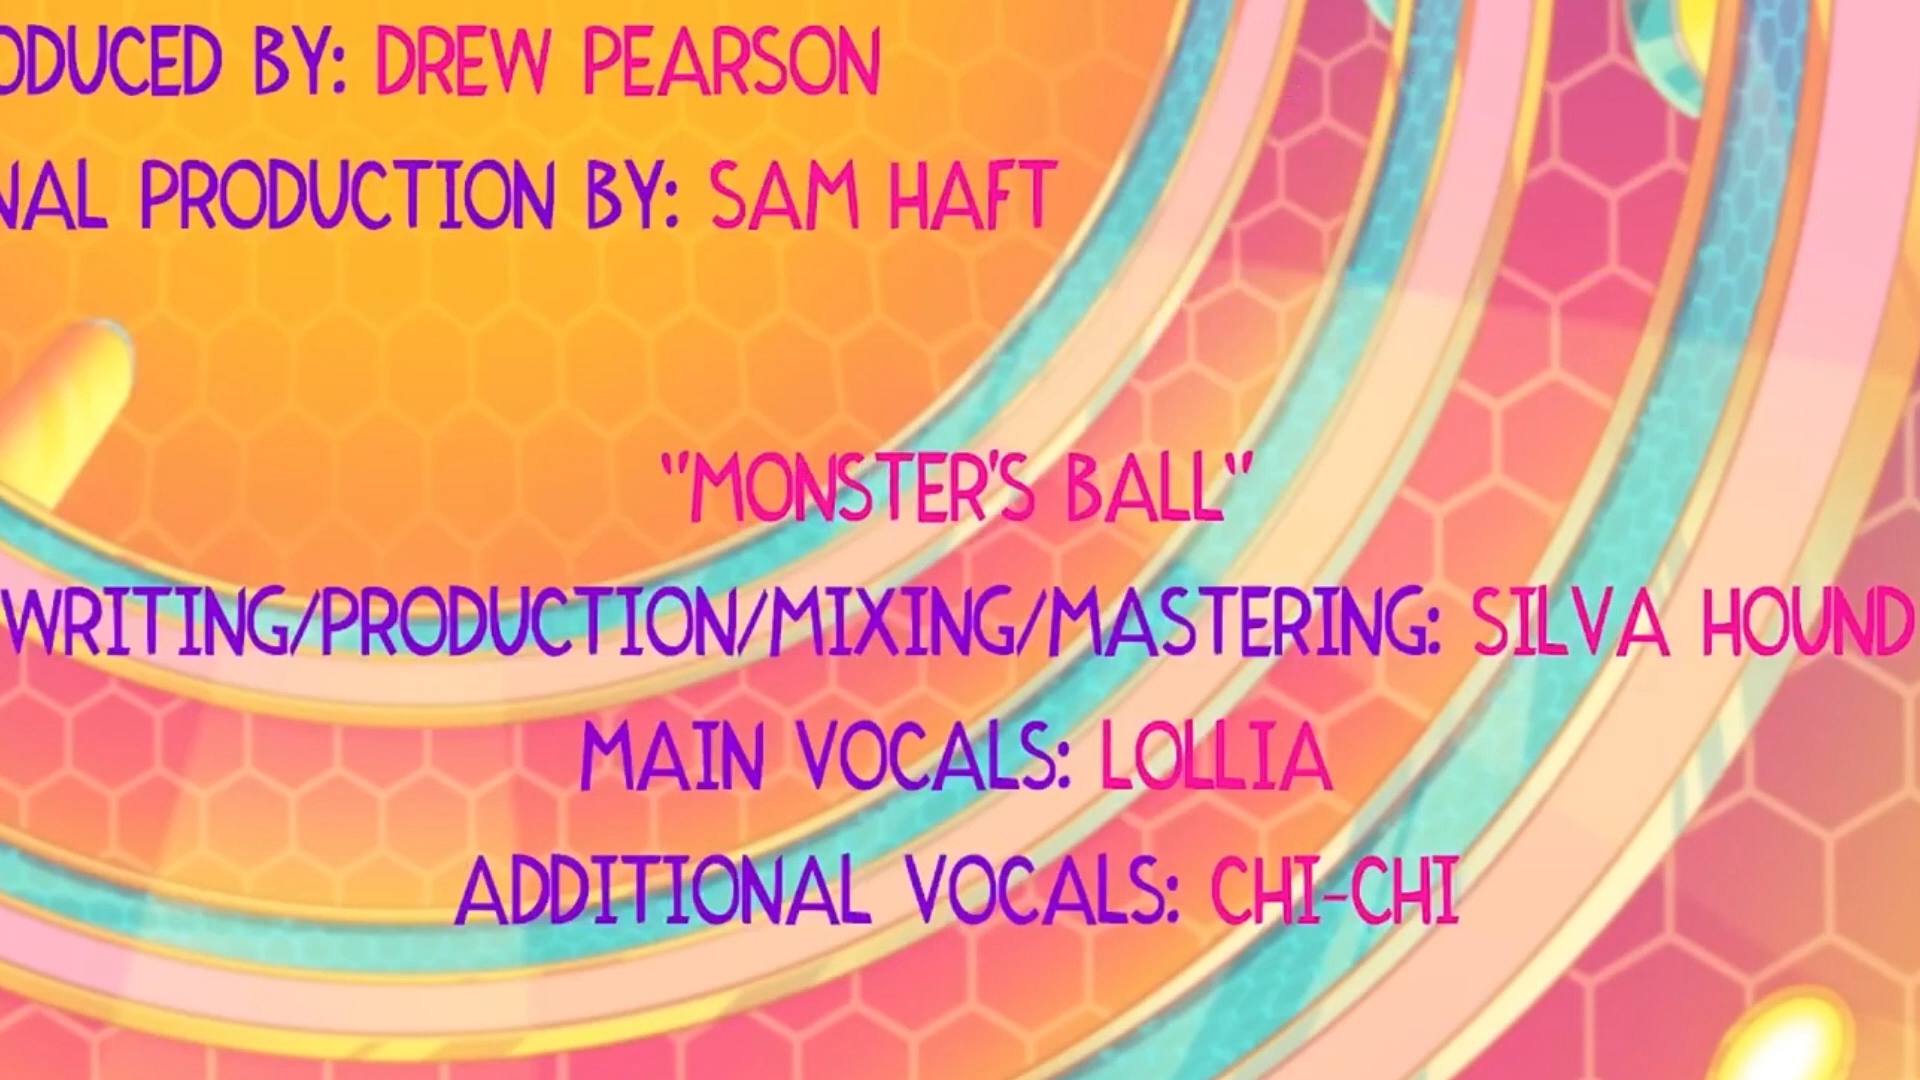 ODUCED BY: DREW PEARSON
NAL PRODUCTION BY: SAM HAFT
"MONSTER'S BALL"
WRITING/PRODUCTION/MIXING/MASTERING: SILVA HOUND
MAIN VOCALS: LOLLIA
ADDITIONAL VOCALS: CHI-CHI